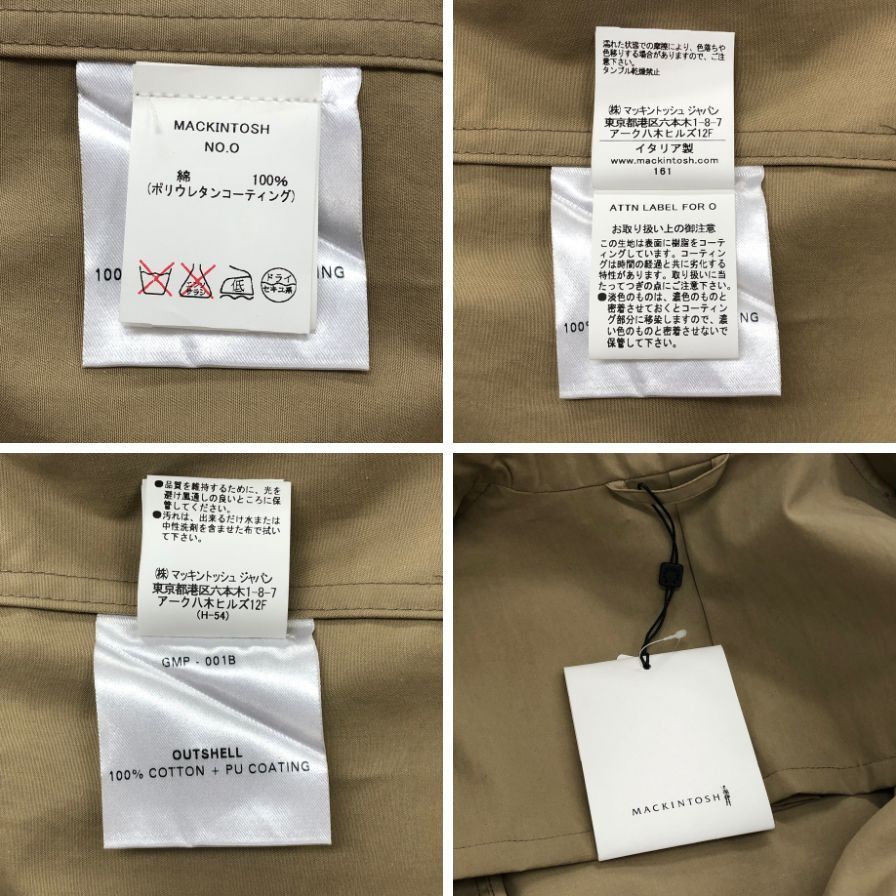 MACKINTOSH
NO.O
綿 100%
(ポリウレタンコーティング)
エンソ
サラシ
低
ドライ
セキユ系
100
NG
濡れた状態での摩擦により、色落ちや
色移りする場合がありますので、ご注
意下さい。
タンブル乾燥禁止
(株)マッキントッシュ ジャパン
東京都港区六本木1-8-7
アーク八木ヒルズ12F
イタリア製
www.mackintosh.com
161
ATTN LABEL FOR O
お取り扱い上の御注意
この生地は表面に樹脂をコーテ
ィングしています。コーティン
グは時間の経過と共に劣化する
特性があります。取り扱いに当
たってつぎの点にご注意下さい。
●淡色のものは、濃色のものと
密着させておくとコーティン
グ部分に移染しますので、濃
い色のものと密着させないで
保管して下さい。
100%
NG
●品質を維持するために、光を
避け風通しの良いところに保
管してください。
●汚れは、出来るだけ水または
中性洗剤を含ませた布で拭い
て下さい。
(株)マッキントッシュ ジャパン
東京都港区六本木1-8-7
アーク八木ヒルズ12F
(H-54)
GMP - 001B
OUTSHELL
100% COTTON + PU COATING
MACKINTOSH